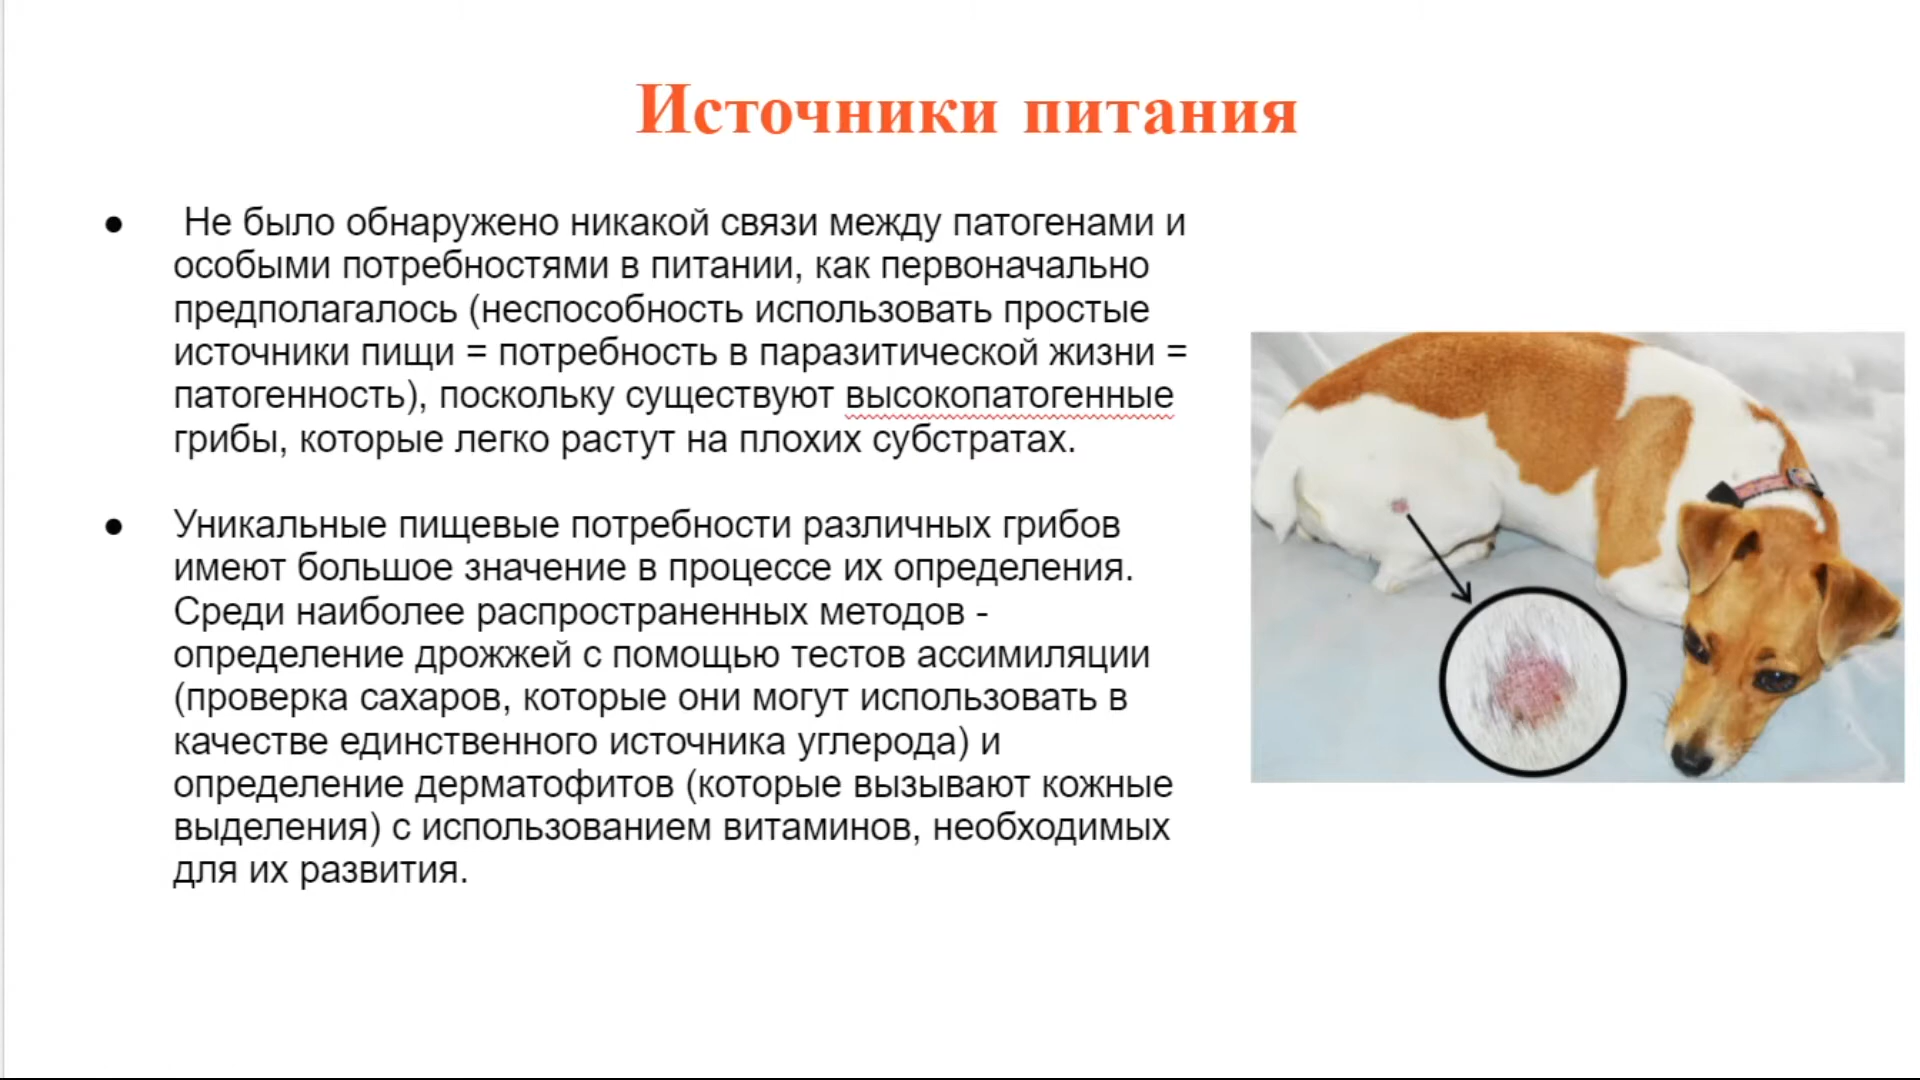 Источники питания
● Не было обнаружено никакой связи между патогенами и
особыми потребностями в питании, как первоначально
предполагалось (неспособность использовать простые
источники пищи = потребность в паразитической жизни =
патогенность), поскольку существуют высокопатогенные
грибы, которые легко растут на плохих субстратах.
● Уникальные пищевые потребности различных грибов
имеют большое значение в процессе их определения.
Среди наиболее распространенных методов -
определение дрожжей с помощью тестов ассимиляции
(проверка сахаров, которые они могут использовать в
качестве единственного источника углерода) и
определение дерматофитов (которые вызывают кожные
выделения) с использованием витаминов, необходимых
для их развития.